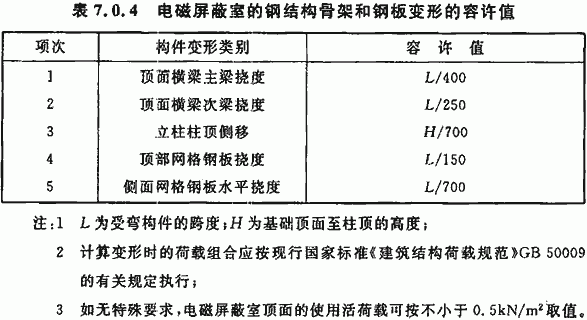 表 7.0.4 电磁屏蔽室的钢结构骨架和钢板变形的容许值
项次 构件变形类别 容许值
1 顶面横梁主梁挠度 L/400
2 顶面横梁次梁挠度 L/250
3 立柱柱顶侧移 H/700
4 顶部网格钢板挠度 L/150
5 侧面网格钢板水平挠度 L/700
注:1 L为受弯构件的跨度;H为基础顶面至柱顶的高度;
2 计算变形时的荷载组合应按现行国家标准《建筑结构荷载规范》GB 50009
的有关规定执行;
3 如无特殊要求,电磁屏蔽室顶面的使用活荷载可按不小于 0.5kN/m²取值。